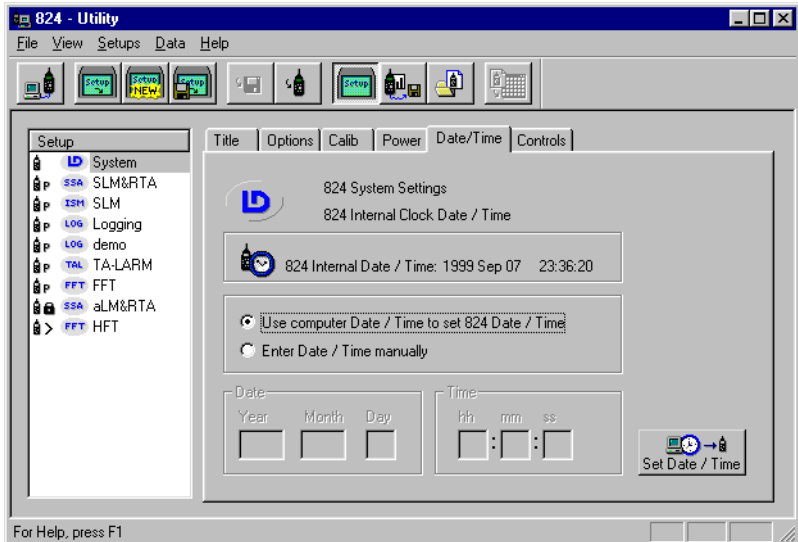 824 - Utility
File View Setups Data Help
Setup Setup NEW Setup Setup
Setup
LD System
P SSA SLM&RTA
P ISM SLM
P LOG Logging
P LOG demo
P TAL TA-LARM
P FFT FFT
SSA aLM&RTA
> FFT HFT
Title Options Calib Power Date/Time Controls
LD
824 System Settings
824 Internal Clock Date / Time
824 Internal Date / Time: 1999 Sep 07 23:36:20
Use computer Date / Time to set 824 Date / Time
Enter Date / Time manually
Date
Year Month Day
Time
hh mm ss
: :
Set Date / Time
For Help, press F1